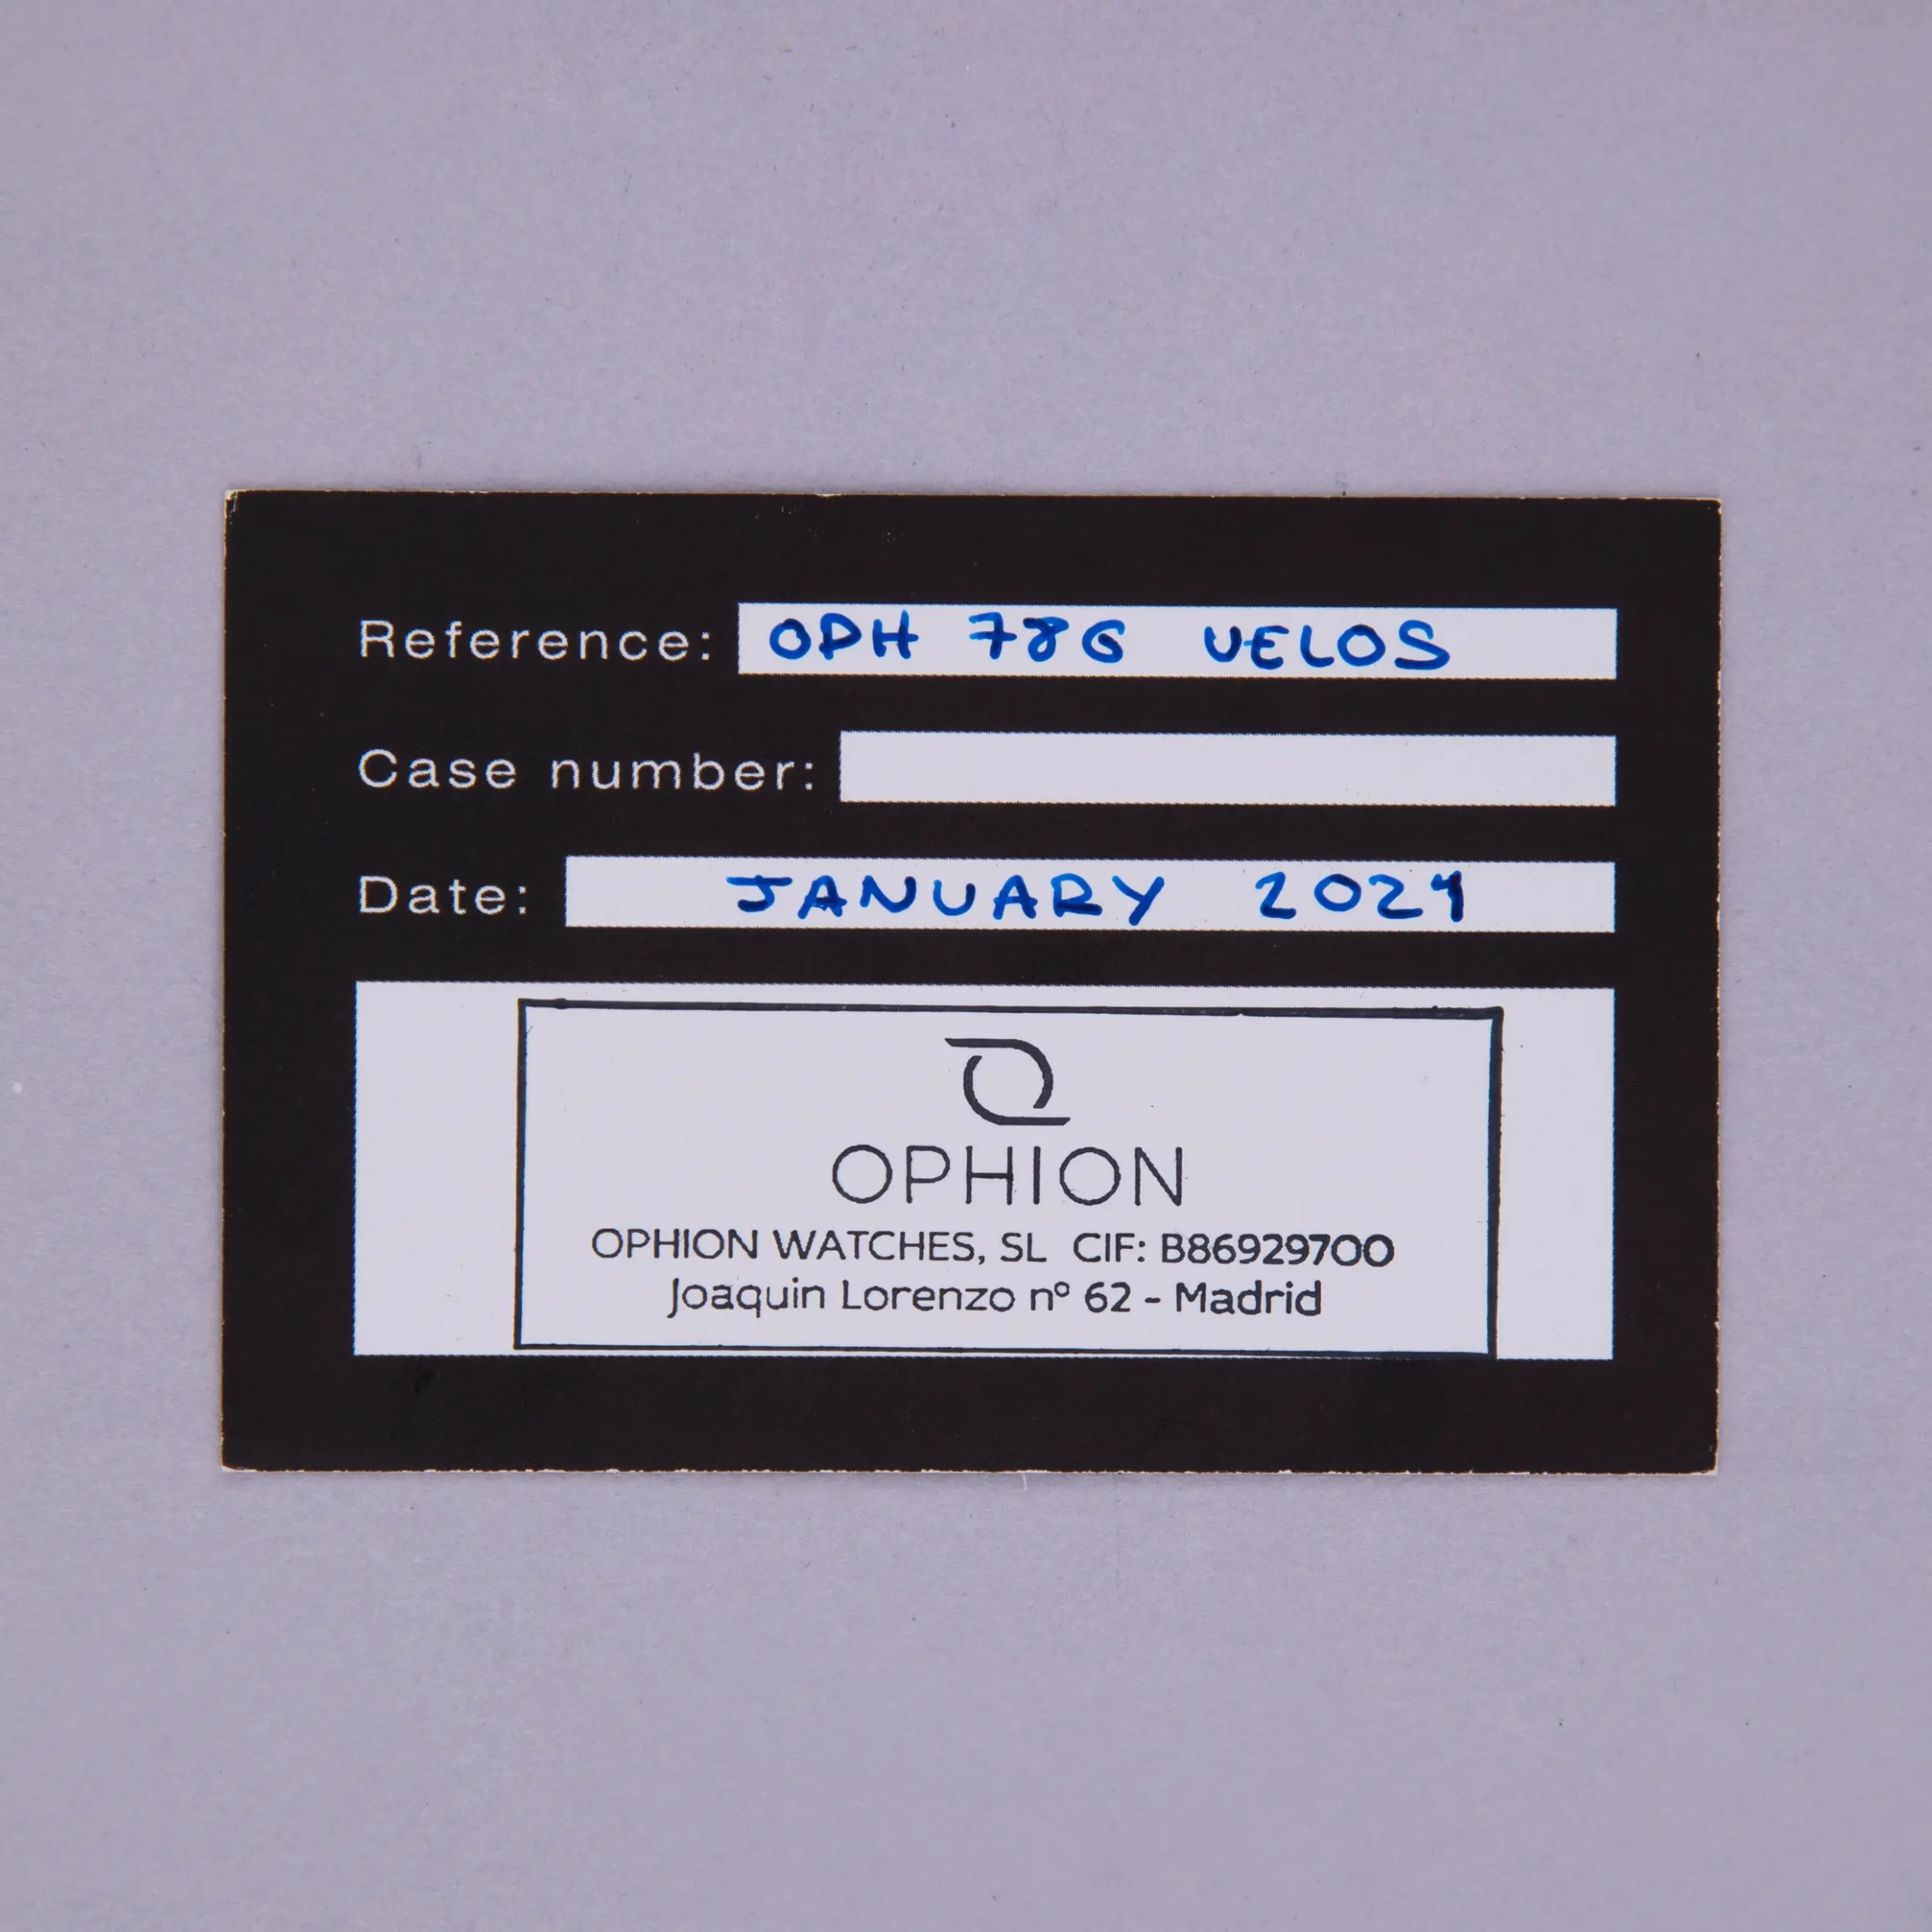 Reference: OPH 786 VELOS
Case number:
Date: JANUARY
OPHION
OPHION WATCHES, SL CIF: B86929700
Joaquin Lorenzo nº 62 - Madrid